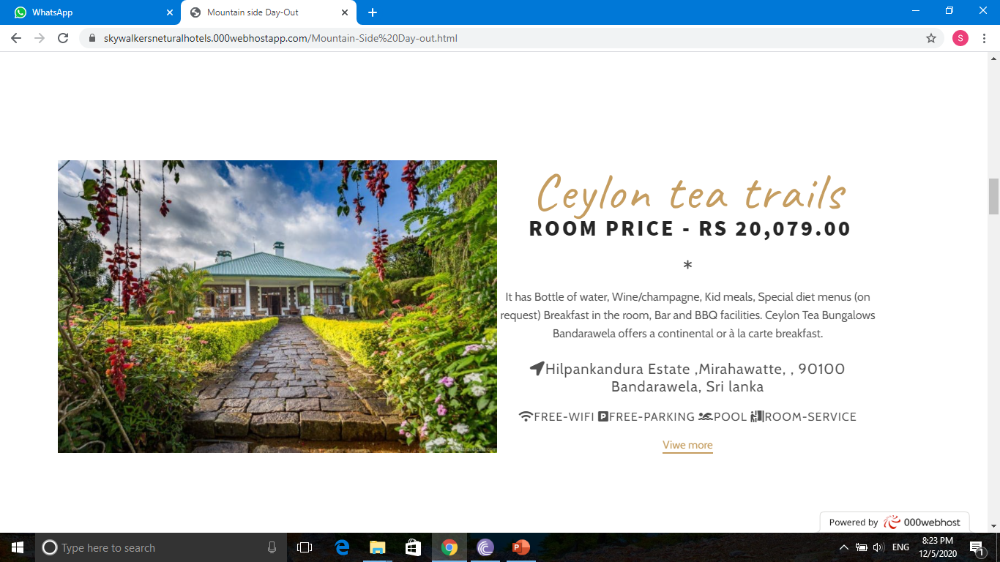 WhatsApp
Mountain side Day-Out
skywalkersneturalhotels.000webhostapp.com/Mountain-Side%20Day-out.html
S
Ceylon tea trails
ROOM PRICE - RS 20,079.00
*
It has Bottle of water, Wine/champagne, Kid meals, Special diet menus (on
request) Breakfast in the room, Bar and BBQ facilities. Ceylon Tea Bungalows
Bandarawela offers a continental or à la carte breakfast.
Hilpankandura Estate ,Mirahawatte, , 90100
Bandarawela, Sri lanka
FREE-WIFI FREE-PARKING POOL ROOM-SERVICE
Viwe more
Powered by 000webhost
Type here to search
ENG
8:23 PM
12/5/2020
1